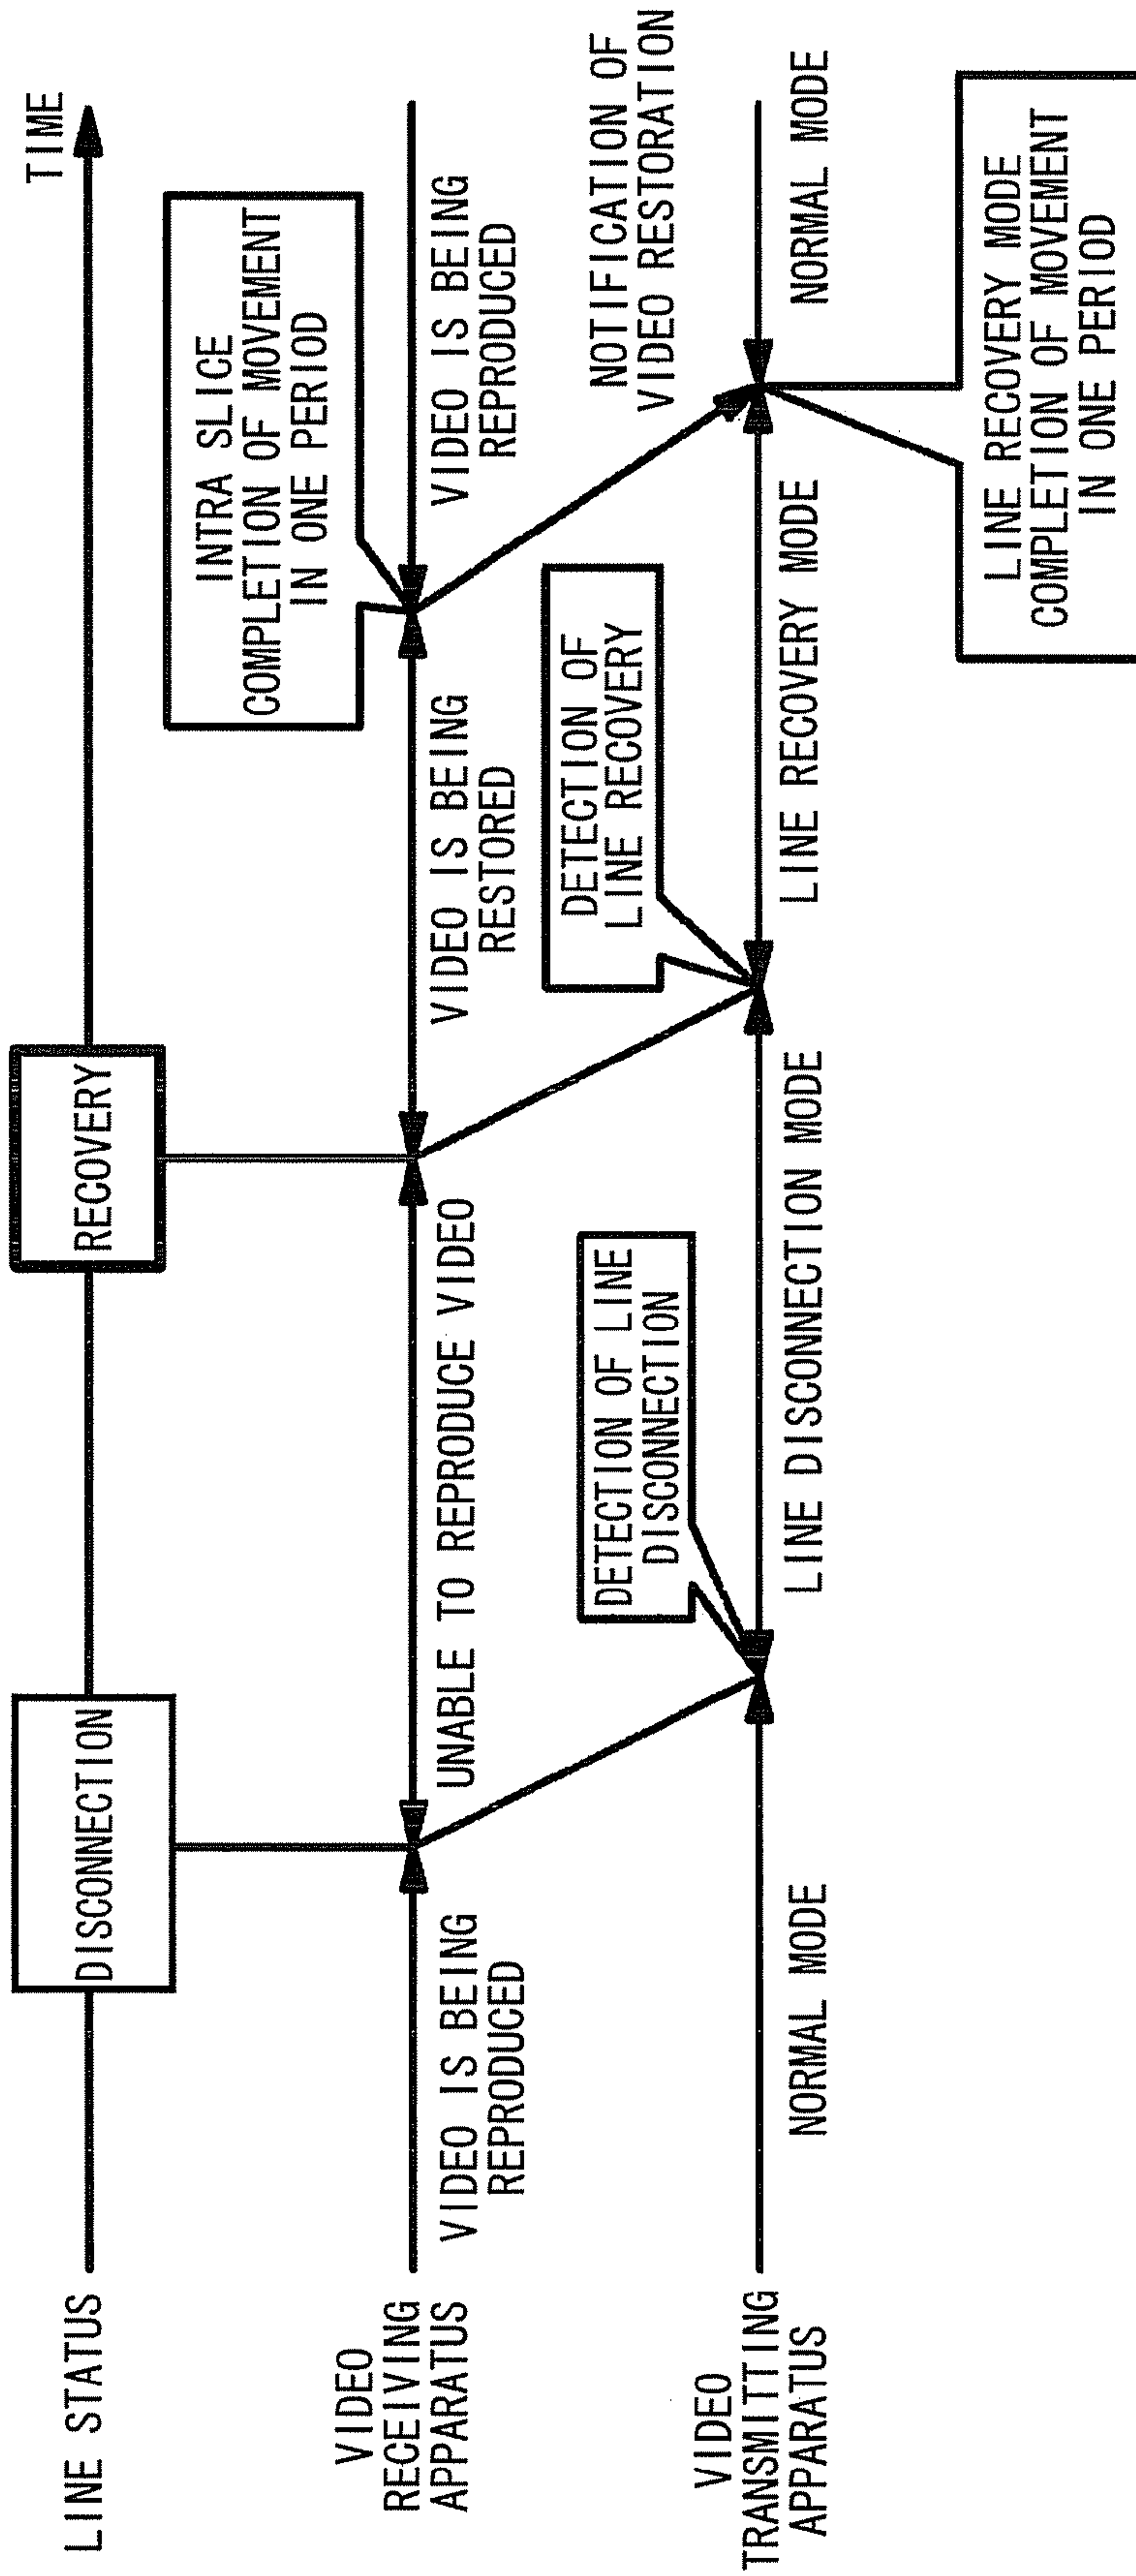 TIME
LINE STATUS
DISCONNECTION
RECOVERY
INTRA SLICE
COMPLETION OF MOVEMENT
IN ONE PERIOD
VIDEO
RECEIVING
APPARATUS
VIDEO IS BEING
REPRODUCED
UNABLE TO REPRODUCE VIDEO
VIDEO IS BEING
RESTORED
VIDEO IS BEING
REPRODUCED
DETECTION OF LINE
DISCONNECTION
DETECTION OF
LINE RECOVERY
NOTIFICATION OF
VIDEO RESTORATION
VIDEO
TRANSMITTING
APPARATUS
NORMAL MODE
LINE DISCONNECTION MODE
LINE RECOVERY MODE
NORMAL MODE
LINE RECOVERY MODE
COMPLETION OF MOVEMENT
IN ONE PERIOD